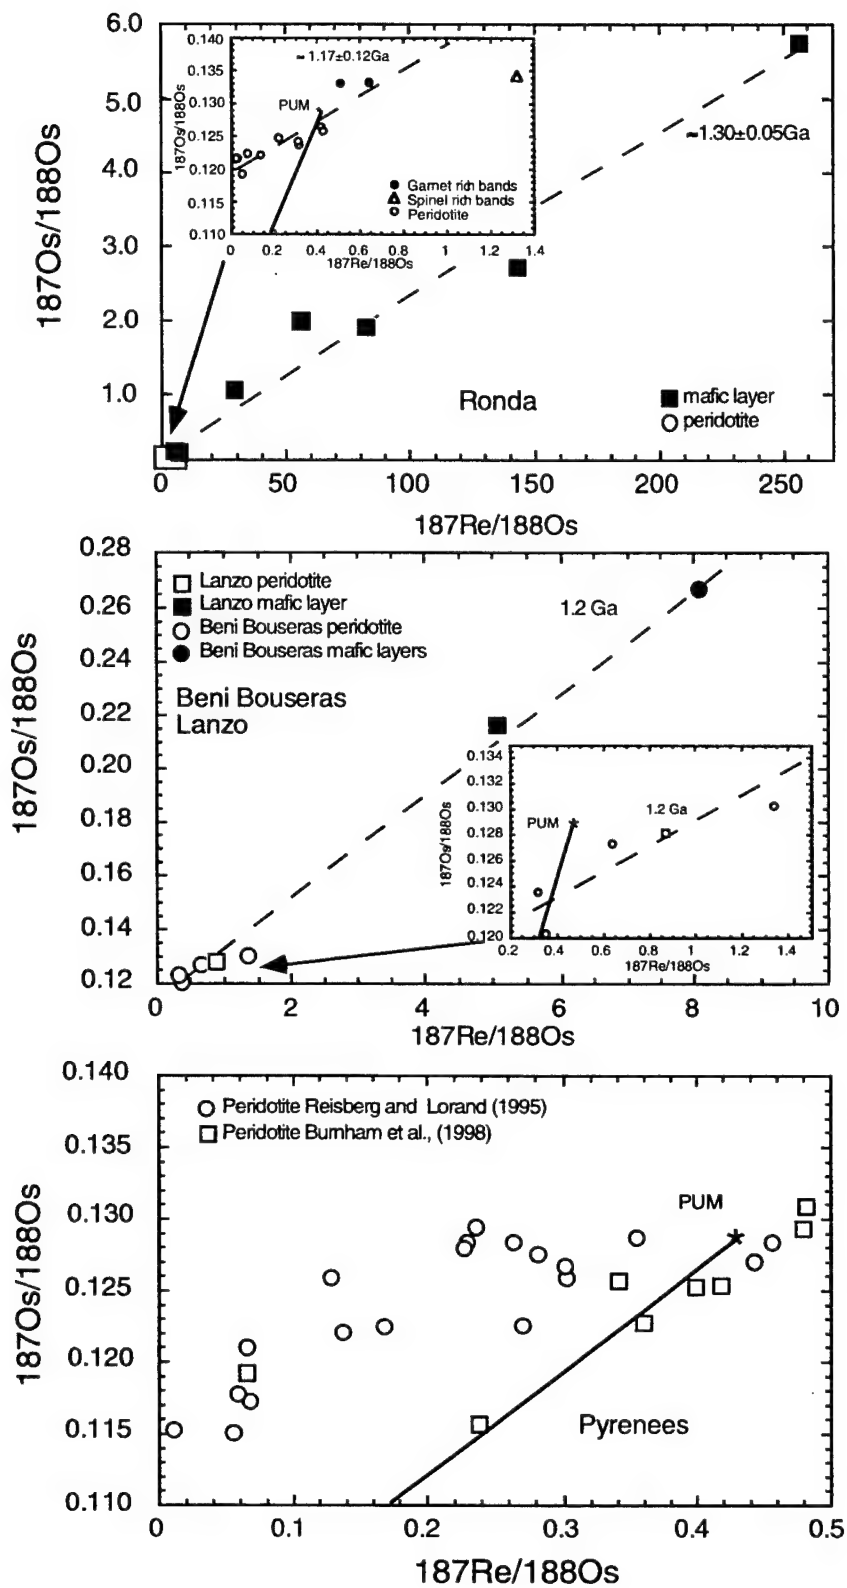 6.0
5.0
4.0
3.0
2.0
1.0
187Os/188Os
0.140
0.135
0.130
0.125
0.120
0.115
0.110
187Os/188Os
≈ 1.17±0.12Ga
PUM
Garnet rich bands
Spinel rich bands
Peridotite
0 0.2 0.4 0.6 0.8 1 1.2 1.4
187Re/188Os
≈1.30±0.05Ga
Ronda
mafic layer
peridotite
0 50 100 150 200 250
187Re/188Os
0.28
0.26
0.24
0.22
0.20
0.18
0.16
0.14
0.12
187Os/188Os
Lanzo peridotite
Lanzo mafic layer
Beni Bouseras peridotite
Beni Bouseras mafic layers
1.2 Ga
Beni Bouseras
Lanzo
0.134
0.132
0.130
0.128
0.126
0.124
0.122
0.120
187Os/188Os
PUM
1.2 Ga
0.2 0.4 0.6 0.8 1 1.2 1.4
187Re/188Os
0 2 4 6 8 10
187Re/188Os
0.140
0.135
0.130
0.125
0.120
0.115
0.110
187Os/188Os
Peridotite Reisberg and Lorand (1995)
Peridotite Burnham et al., (1998)
PUM
Pyrenees
0 0.1 0.2 0.3 0.4 0.5
187Re/188Os